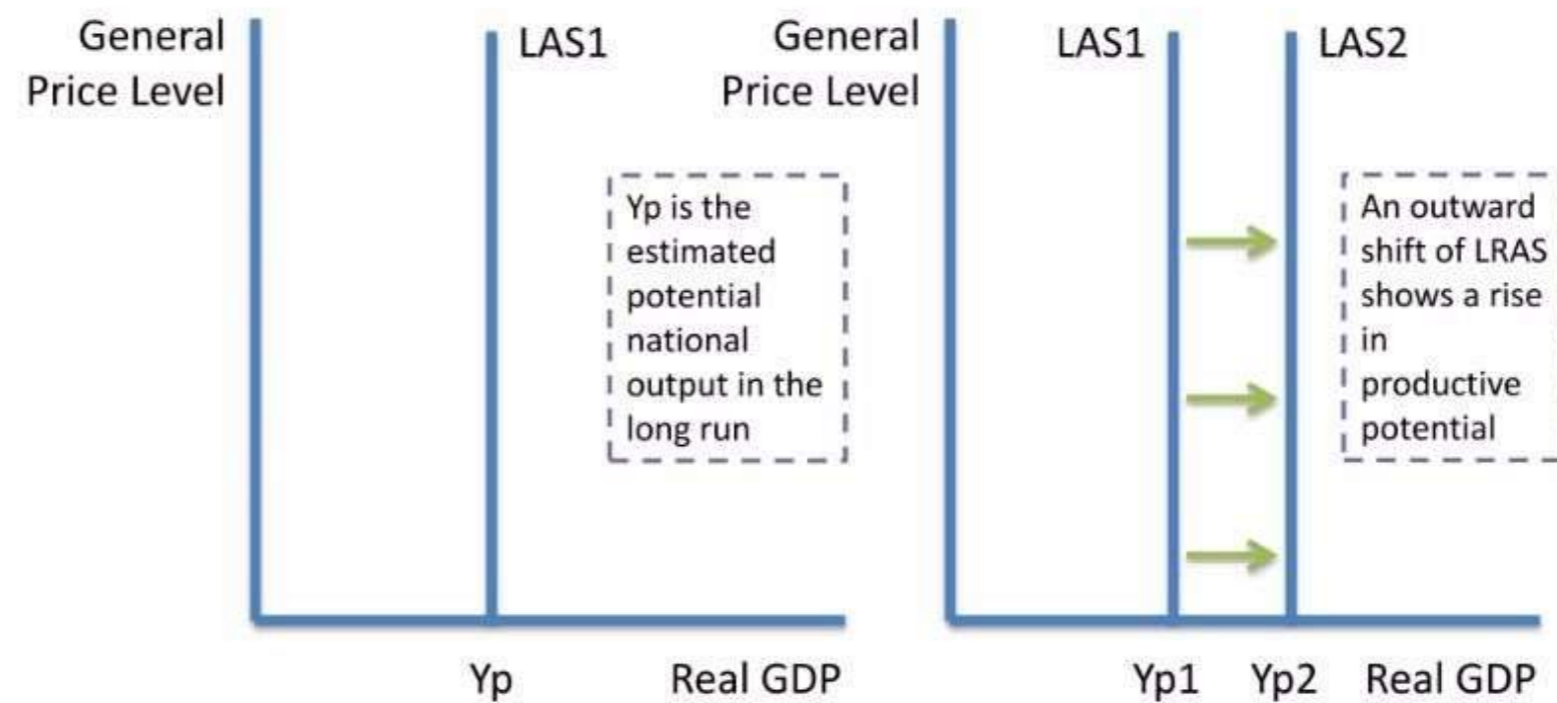 General
Price Level
LAS1
Yp is the
estimated
potential
national
output in the
long run
Yp
Real GDP
General
Price Level
LAS1
LAS2
An outward
shift of LRAS
shows a rise
in
productive
potential
Yp1
Yp2
Real GDP